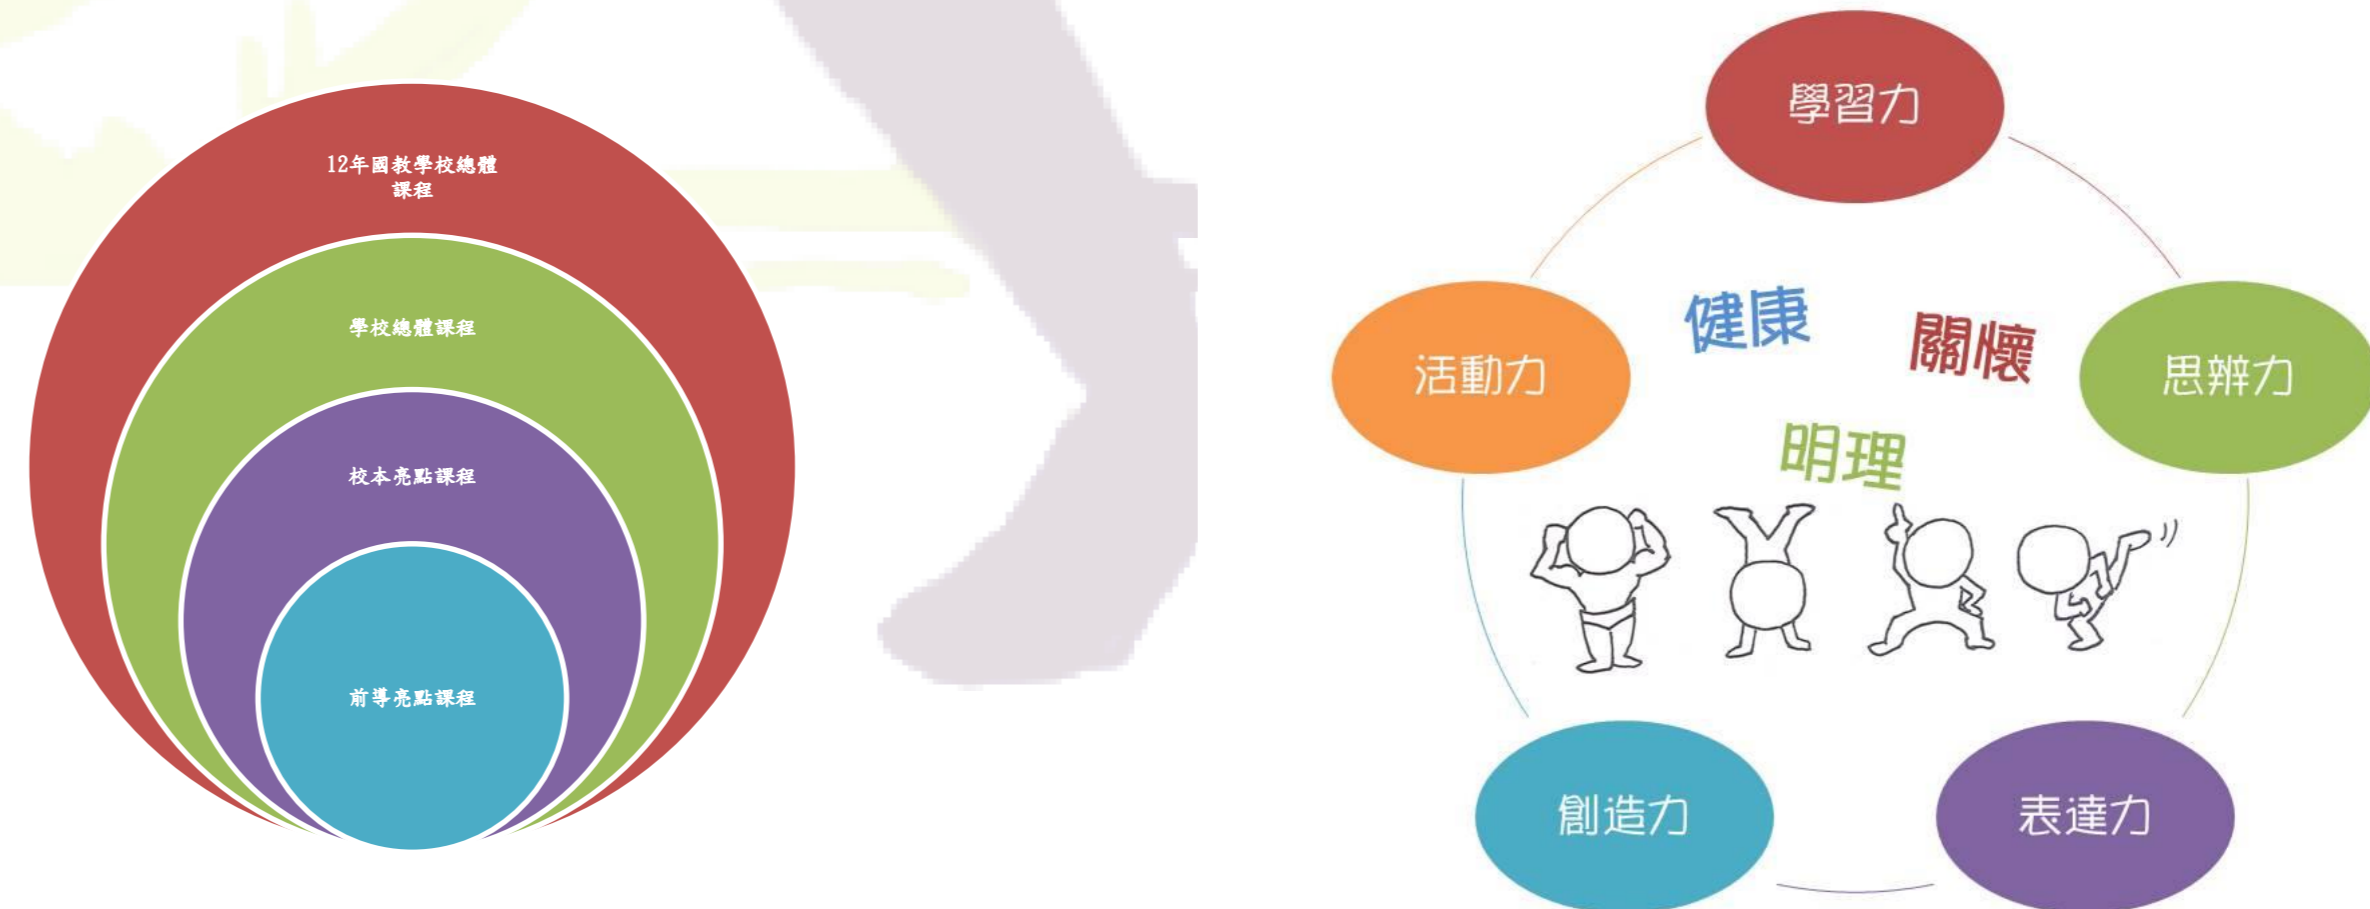 12年國教學校總體
課程
學校總體課程
校本亮點課程
前導亮點課程
學習力
健康
關懷
活動力
思辨力
明理
創造力
表達力